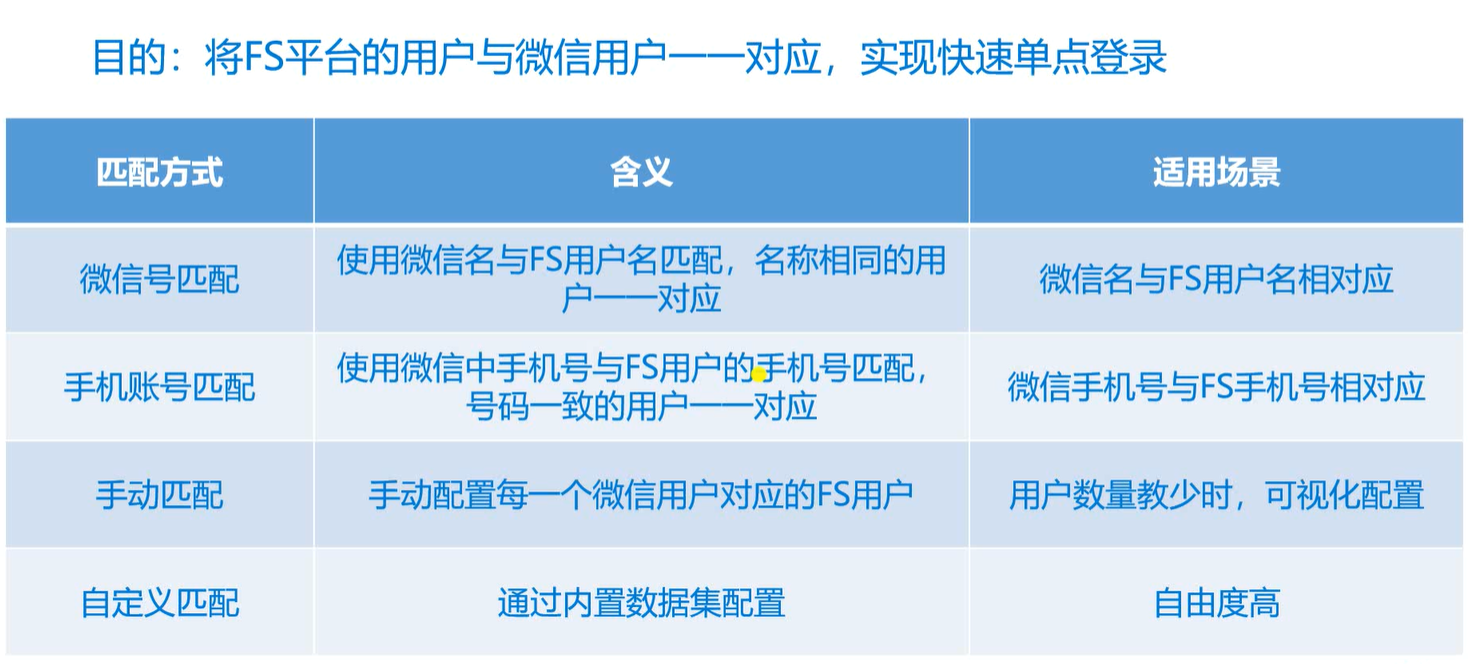 目的：将FS平台的用户与微信用户一一对应，实现快速单点登录
匹配方式
含义
适用场景
微信号匹配
使用微信名与FS用户名匹配，名称相同的用
户一一对应
微信名与FS用户名相对应
手机账号匹配
使用微信中手机号与FS用户的手机号匹配，
号码一致的用户一一对应
微信手机号与FS手机号相对应
手动匹配
手动配置每一个微信用户对应的FS用户
用户数量教少时，可视化配置
自定义匹配
通过内置数据集配置
自由度高